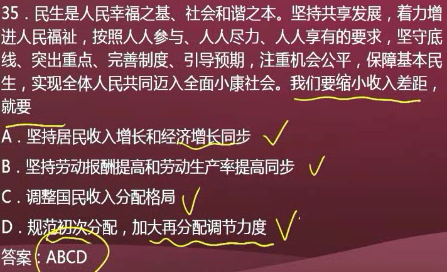 35．民生是人民幸福之基、社会和谐之本。坚持共享发展，着力增
进人民福祉，按照人人参与、人人尽力、人人享有的要求，坚守底
线、突出重点、完善制度、引导预期，注重机会公平，保障基本民
生，实现全体人民共同迈入全面小康社会。我们要缩小收入差距，
就要
A．坚持居民收入增长和经济增长同步
B．坚持劳动报酬提高和劳动生产率提高同步
C．调整国民收入分配格局
D．规范初次分配，加大再分配调节力度
答案：ABCD